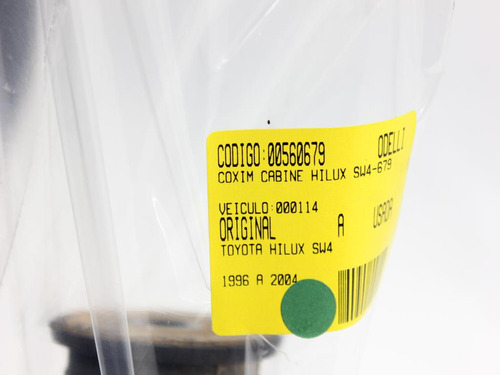 CODIGO:00560679 ODELLI
COXIM CABINE HILUX SW4-679
VEICULO:000114
ORIGINAL A USADA
TOYOTA HILUX SW4
1996 A 2004